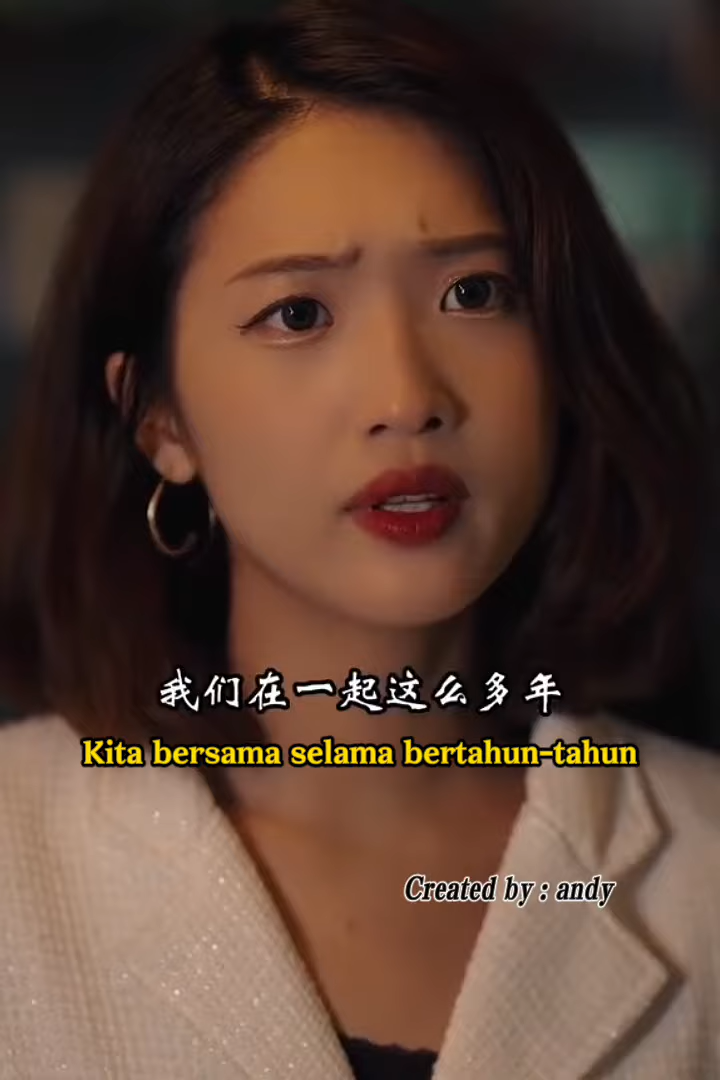 我们在一起这么多年
Kita bersama selama bertahun-tahun
Created by : andy